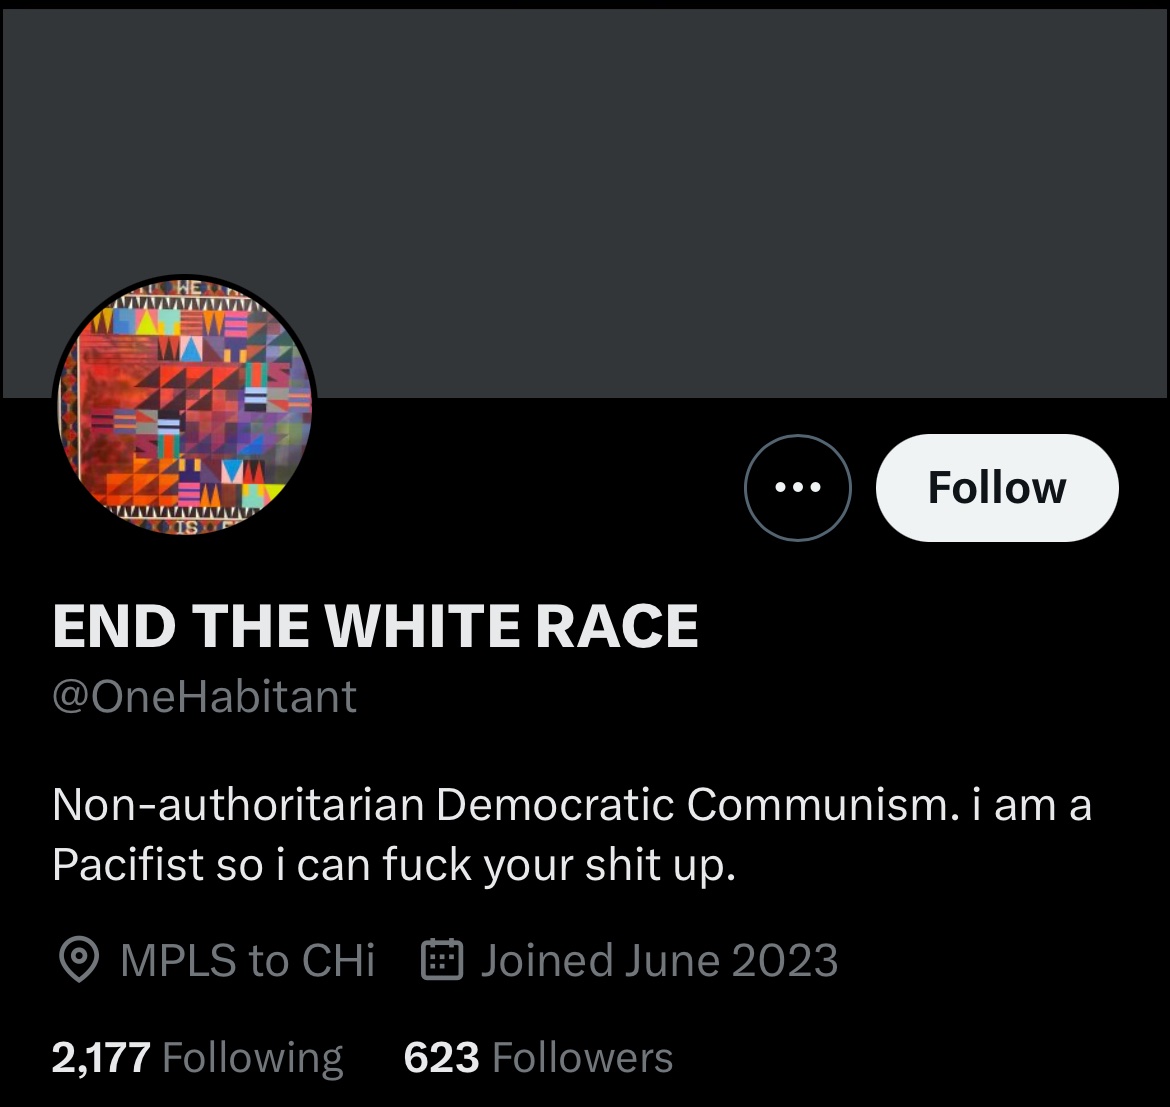 WE
IS
Follow
END THE WHITE RACE
@OneHabitant
Non-authoritarian Democratic Communism. i am a
Pacifist so i can fuck your shit up.
MPLS to CHi Joined June 2023
2,177 Following 623 Followers